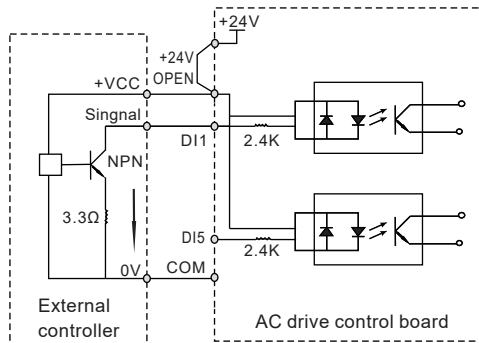 +24V
+24V
OPEN
+VCC
Singnal
DI1
2.4K
NPN
3.3Ω
DI5
2.4K
0V
COM
External
controller
AC drive control board